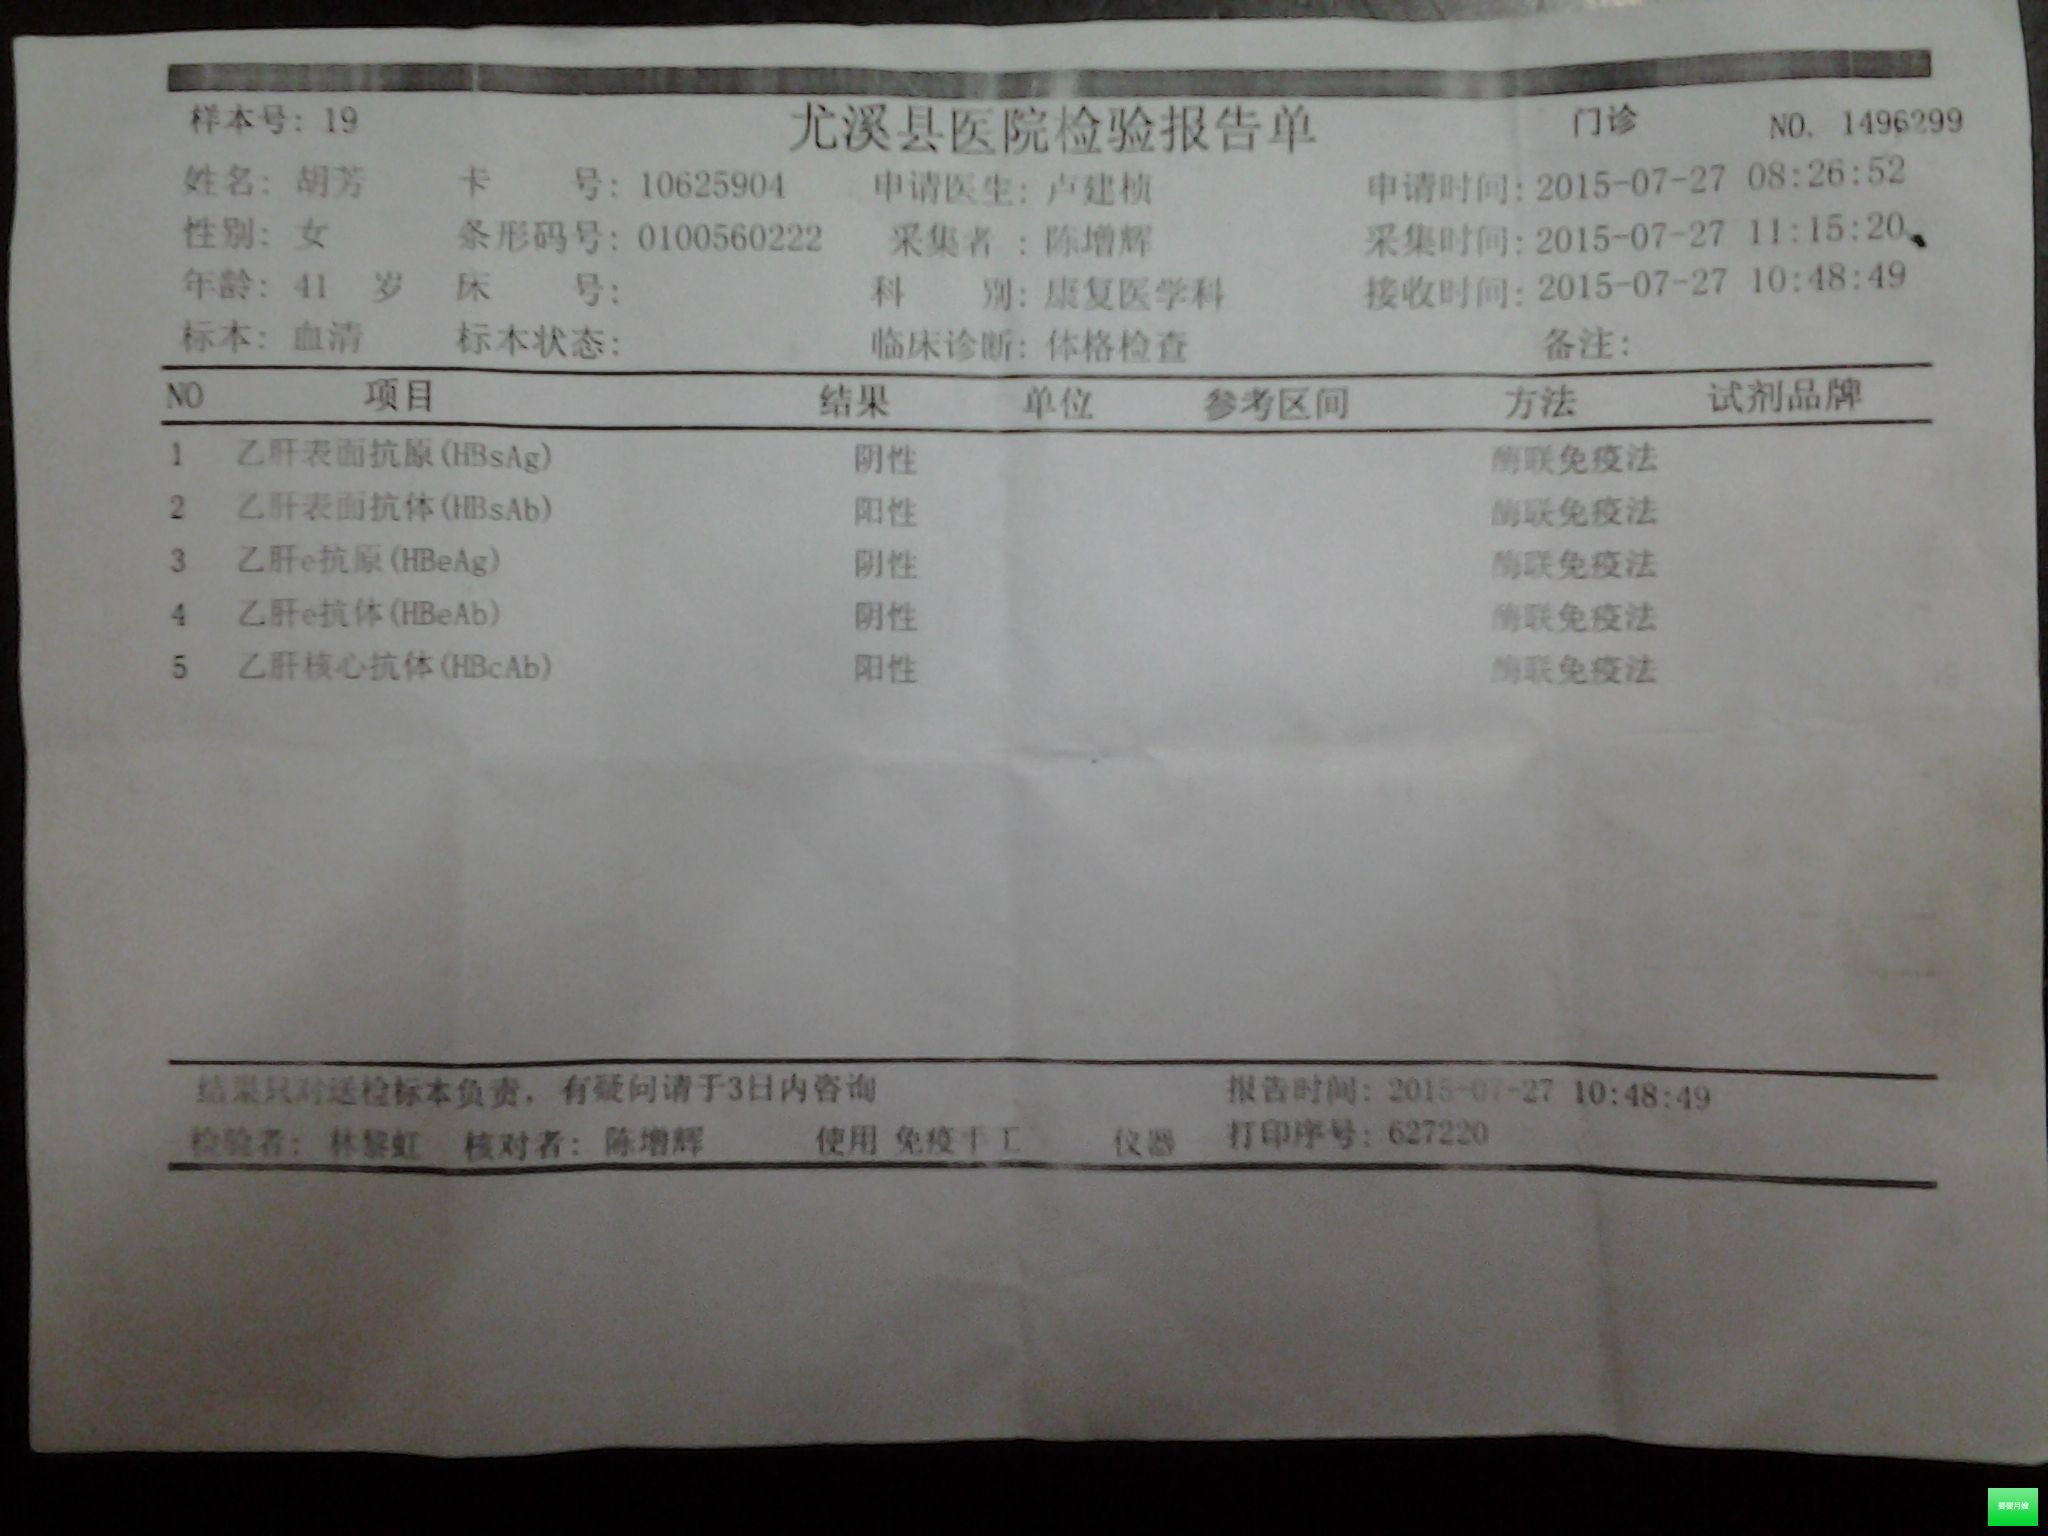 样本号: 19 尤溪县医院检验报告单 门诊 NO. 1496299
姓名: 胡芳 卡 号: 10625904 申请医生: 卢建桢 申请时间: 2015-07-27 08:26:52
性别: 女 条形码号: 0100560222 采集者 : 陈增辉 采集时间: 2015-07-27 11:15:20
年龄: 41 岁 床 号: 科 别: 康复医学科 接收时间: 2015-07-27 10:48:49
标本: 血清 标本状态: 临床诊断: 体格检查 备注:
NO 项目 结果 单位 参考区间 方法 试剂品牌
1 乙肝表面抗原(HBsAg) 阴性 酶联免疫法
2 乙肝表面抗体(HBsAb) 阳性 酶联免疫法
3 乙肝e抗原(HBeAg) 阴性 酶联免疫法
4 乙肝e抗体(HBeAb) 阴性 酶联免疫法
5 乙肝核心抗体(HBcAb) 阳性 酶联免疫法
结果只对送检标本负责，有疑问请于3日内咨询 报告时间: 2015-07-27 10:48:49
检验者: 林黎虹 核对者: 陈增辉 使用 免疫手工 仪器 打印序号: 627220